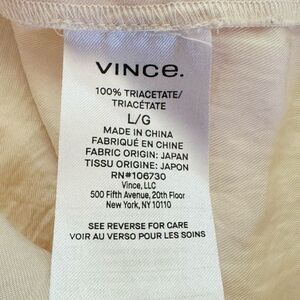 VINCE.
100% TRIACETATE/
TRIACÉTATE
L/G
MADE IN CHINA
FABRIQUÉ EN CHINE
FABRIC ORIGIN: JAPAN
TISSU ORIGINE: JAPON
RN#106730
Vince, LLC
500 Fifth Avenue, 20th Floor
New York, NY 10110
SEE REVERSE FOR CARE
VOIR AU VERSO POUR LES SOINS